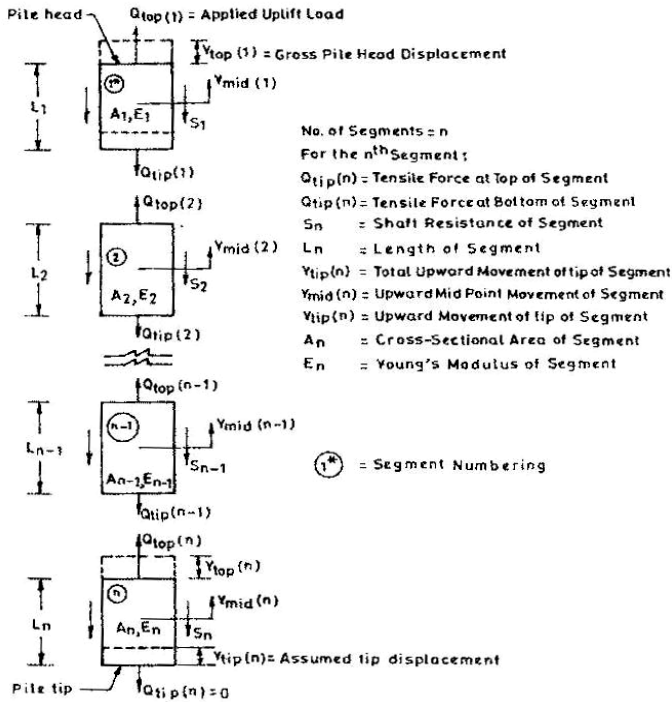 Pile head
Qtop(1) = Applied Uplift Load
Ytop(1) = Gross Pile Head Displacement
1*
Ymid(1)
L1
A1,E1
S1
Qtip(1)
Qtop(2)
2
Ymid(2)
L2
A2,E2
S2
Qtip(2)
Qtop(n-1)
n-1
Ymid(n-1)
Ln-1
An-1,En-1
Sn-1
Qtip(n-1)
Qtop(n)
Ytop(n)
n
Ymid(n)
Ln
An,En
Sn
Ytip(n)= Assumed tip displacement
Pile tip
Qtip(n)=0
No. of Segments = n
For the nth Segment;
Qtip(n) = Tensile Force at Top of Segment
Qtip(n) = Tensile Force at Bottom of Segment
Sn = Shaft Resistance of Segment
Ln = Length of Segment
Ytip(n) = Total Upward Movement of tip of Segment
Ymid(n) = Upward Mid Point Movement of Segment
Ytip(n) = Upward Movement of tip of Segment
An = Cross-Sectional Area of Segment
En = Young's Modulus of Segment
1* = Segment Numbering